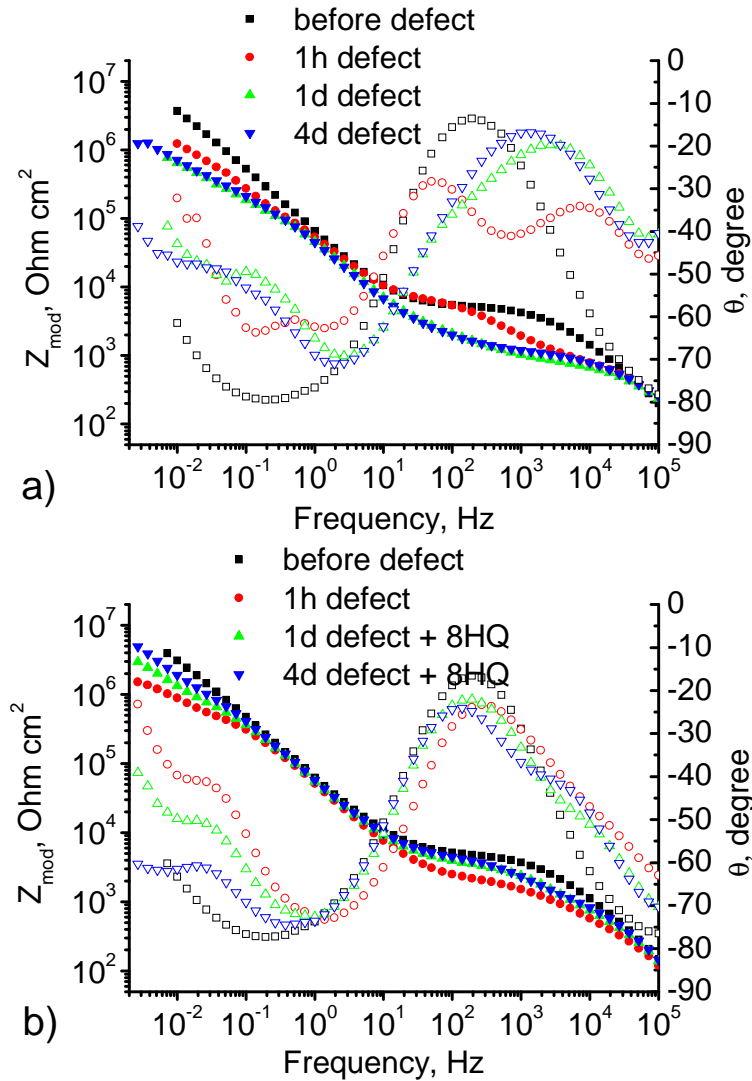 before defect
1h defect
1d defect
4d defect
10^7
10^6
10^5
10^4
10^3
10^2
Z_mod, Ohm cm^2
0
-10
-20
-30
-40
-50
-60
-70
-80
-90
θ, degree
10^-2 10^-1 10^0 10^1 10^2 10^3 10^4 10^5
a)
Frequency, Hz
before defect
1h defect
1d defect + 8HQ
4d defect + 8HQ
10^7
10^6
10^5
10^4
10^3
10^2
Z_mod, Ohm cm^2
0
-10
-20
-30
-40
-50
-60
-70
-80
-90
θ, degree
10^-2 10^-1 10^0 10^1 10^2 10^3 10^4 10^5
b)
Frequency, Hz